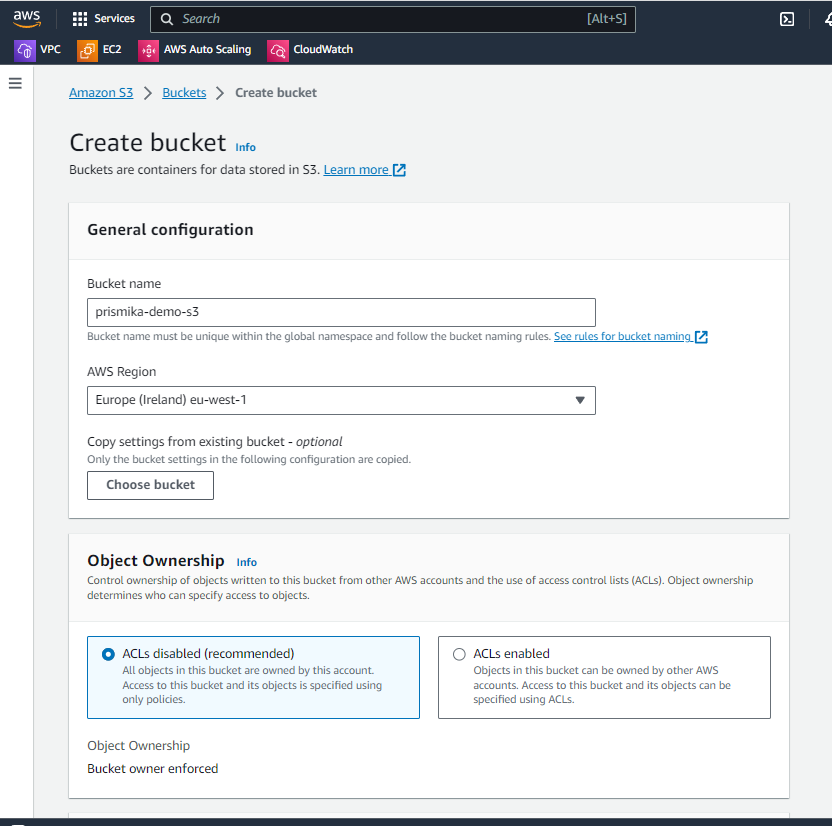 aws
Services
Search
[Alt+S]
VPC
EC2
AWS Auto Scaling
CloudWatch
Amazon S3 > Buckets > Create bucket
Create bucket Info
Buckets are containers for data stored in S3. Learn more
General configuration
Bucket name
prismika-demo-s3
Bucket name must be unique within the global namespace and follow the bucket naming rules. See rules for bucket naming
AWS Region
Europe (Ireland) eu-west-1
Copy settings from existing bucket - optional
Only the bucket settings in the following configuration are copied.
Choose bucket
Object Ownership Info
Control ownership of objects written to this bucket from other AWS accounts and the use of access control lists (ACLs). Object ownership
determines who can specify access to objects.
ACLs disabled (recommended)
All objects in this bucket are owned by this account.
Access to this bucket and its objects is specified using
only policies.
ACLs enabled
Objects in this bucket can be owned by other AWS
accounts. Access to this bucket and its objects can be
specified using ACLs.
Object Ownership
Bucket owner enforced